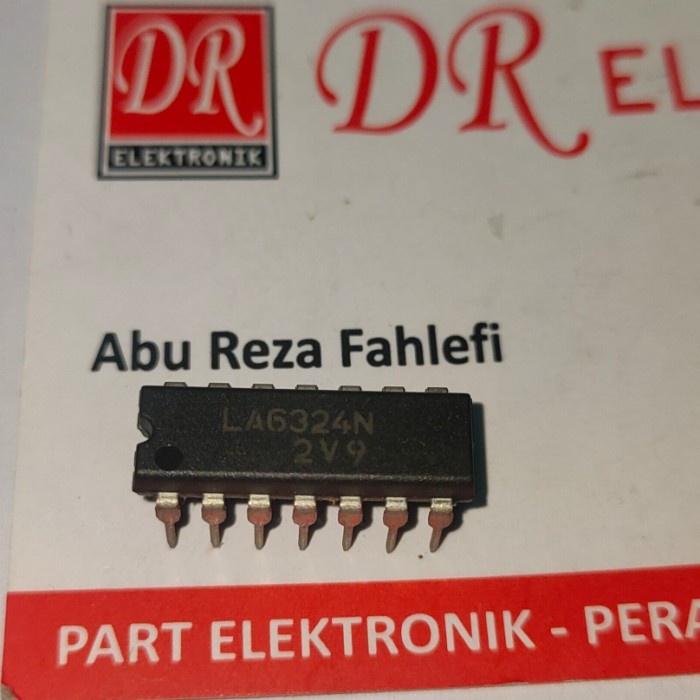 DR
ELEKTRONIK
DR EL
Abu Reza Fahlefi
LA6324N
2V9
PART ELEKTRONIK - PERA